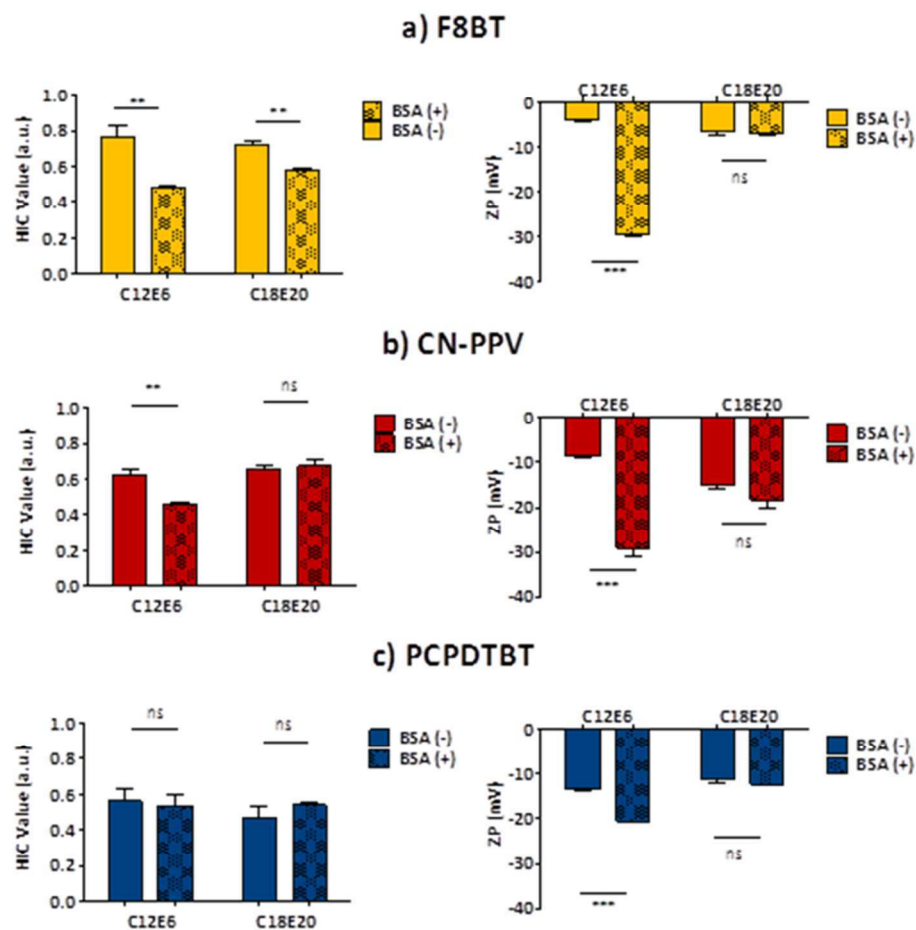 a) F8BT
HIC Value [a.u.]
1.0
0.8
0.6
0.4
0.2
0.0
**
**
C12E6
C18E20
BSA (+)
BSA (-)
ZP [mV]
C12E6
C18E20
0
-10
-20
-30
-40
ns
***
BSA (-)
BSA (+)
b) CN-PPV
HIC Value [a.u.]
1.0
0.8
0.6
0.4
0.2
0.0
**
ns
C12E6
C18E20
BSA (-)
BSA (+)
ZP [mV]
C12E6
C18E20
0
-10
-20
-30
-40
ns
***
BSA (-)
BSA (+)
c) PCPDTBT
HIC Value [a.u.]
1.0
0.8
0.6
0.4
0.2
0.0
ns
ns
C12E6
C18E20
BSA (-)
BSA (+)
ZP [mV]
C12E6
C18E20
0
-10
-20
-30
-40
ns
***
BSA (-)
BSA (+)